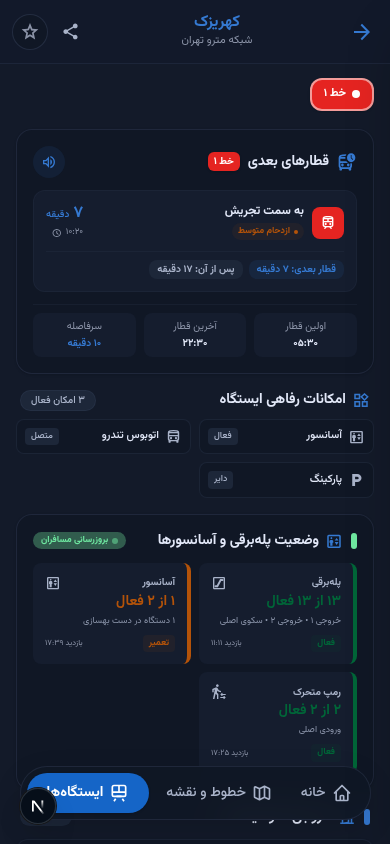 کهریزک
شبکه مترو تهران
خط ۱
قطارهای بعدی خط ۱
به سمت تجریش
ازدحام متوسط
۷ دقیقه
۱۰:۲۰
قطار بعدی: ۷ دقیقه
پس از آن: ۱۷ دقیقه
اولین قطار
۰۵:۳۰
آخرین قطار
۲۲:۳۰
سرفاصله
۱۰ دقیقه
امکانات رفاهی ایستگاه
۳ امکان فعال
آسانسور
فعال
اتوبوس تندرو
متصل
پارکینگ
دایر
وضعیت پله‌برقی و آسانسورها
بروزرسانی مسافران
پله‌برقی
۱۳ از ۱۳ فعال
خروجی ۱ • خروجی ۲ • سکوی اصلی
فعال
بازدید ۱۱:۱۱
آسانسور
۱ از ۲ فعال
۱ دستگاه در دست بهسازی
تعمیر
بازدید ۱۷:۳۹
رمپ متحرک
۲ از ۲ فعال
ورودی اصلی
فعال
بازدید ۱۷:۲۵
خانه
خطوط و نقشه
ایستگاه‌ها
N